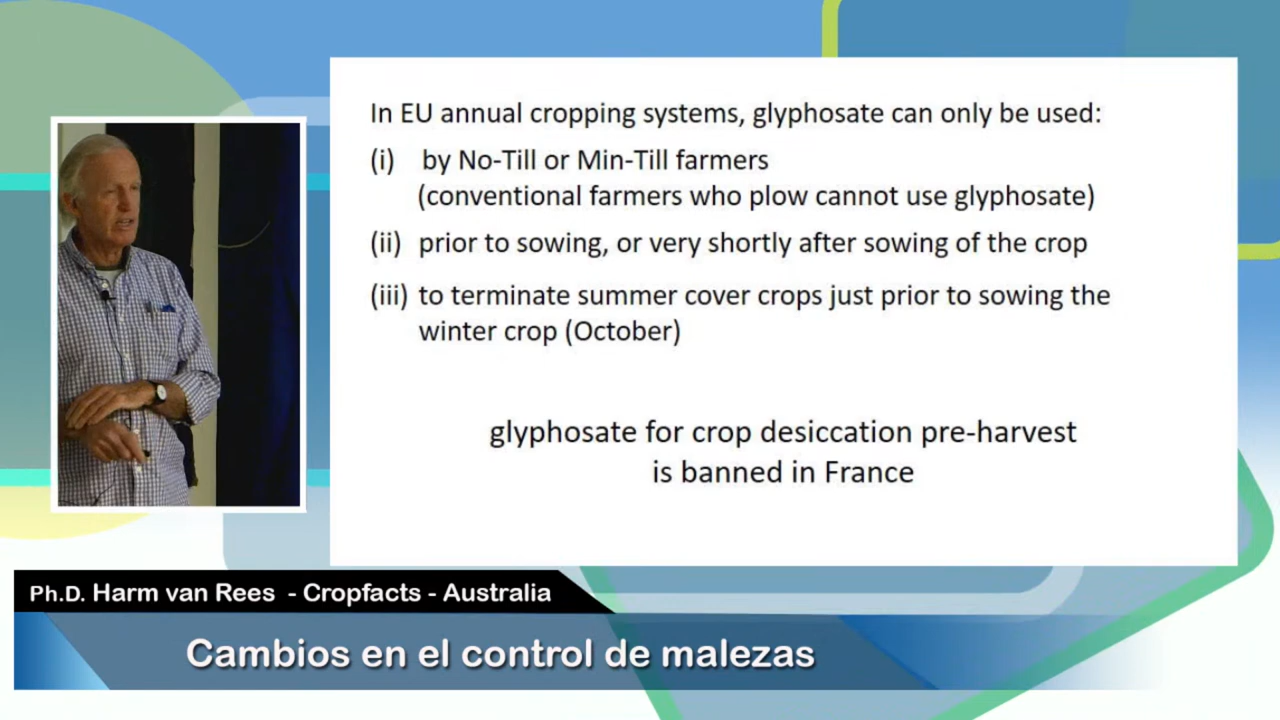 In EU annual cropping systems, glyphosate can only be used:
(i) by No-Till or Min-Till farmers
(conventional farmers who plow cannot use glyphosate)
(ii) prior to sowing, or very shortly after sowing of the crop
(iii) to terminate summer cover crops just prior to sowing the
winter crop (October)
glyphosate for crop desiccation pre-harvest
is banned in France
Ph.D. Harm van Rees - Cropfacts - Australia
Cambios en el control de malezas